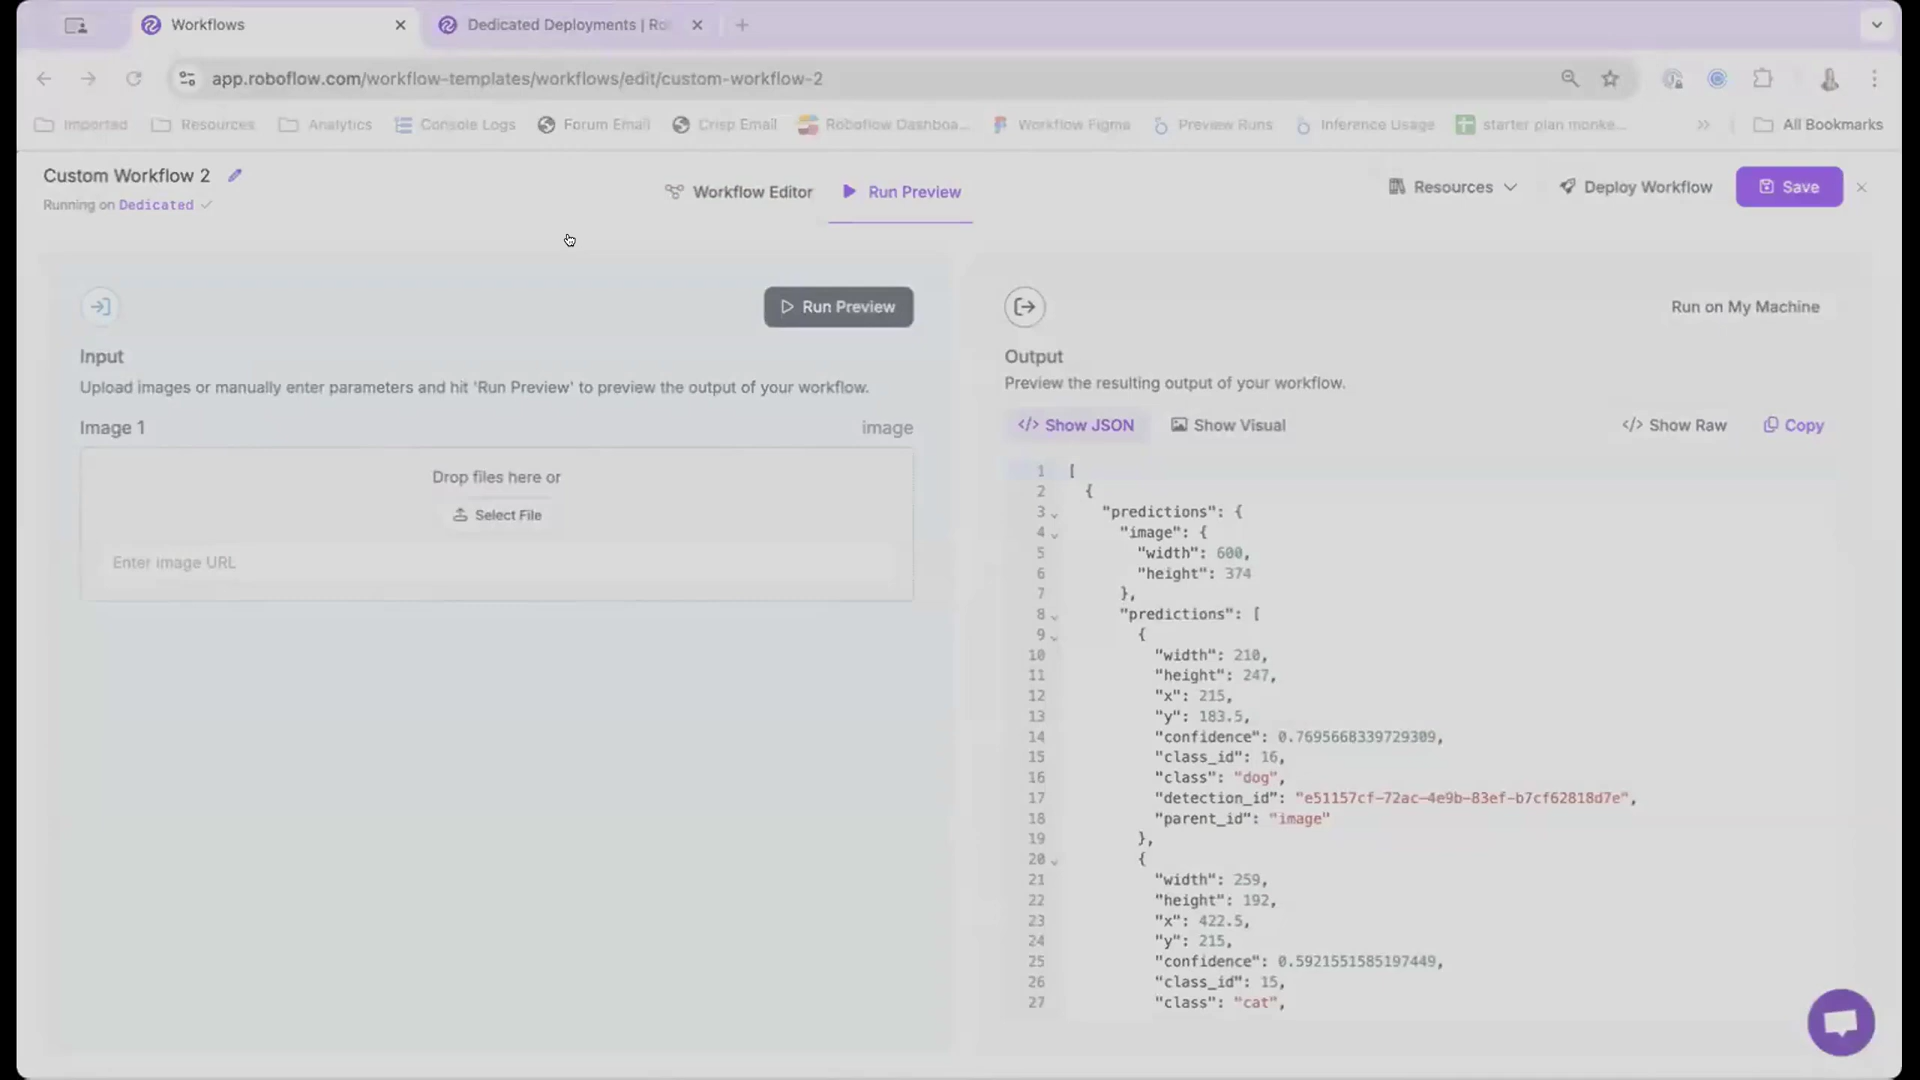 Workflows
Dedicated Deployments | Ro
app.roboflow.com/workflow-templates/workflows/edit/custom-workflow-2
Imported
Resources
Analytics
Console Logs
Forum Email
Crisp Email
Roboflow Dashboa...
Workflow Figma
Preview Runs
Inference Usage
starter plan monke...
All Bookmarks
Custom Workflow 2
Running on Dedicated
Workflow Editor
Run Preview
Resources
Deploy Workflow
Save
Run Preview
Input
Upload images or manually enter parameters and hit 'Run Preview' to preview the output of your workflow.
Image 1
image
Drop files here or
Select File
Enter image URL
Run on My Machine
Output
Preview the resulting output of your workflow.
</> Show JSON
Show Visual
</> Show Raw
Copy
1 [
2 {
3 "predictions": {
4 "image": {
5 "width": 600,
6 "height": 374
7 },
8 "predictions": [
9 {
10 "width": 210,
11 "height": 247,
12 "x": 215,
13 "y": 183.5,
14 "confidence": 0.7695668339729309,
15 "class_id": 16,
16 "class": "dog",
17 "detection_id": "e51157cf-72ac-4e9b-83ef-b7cf62818d7e",
18 "parent_id": "image"
19 },
20 {
21 "width": 259,
22 "height": 192,
23 "x": 422.5,
24 "y": 215,
25 "confidence": 0.5921551585197449,
26 "class_id": 15,
27 "class": "cat",